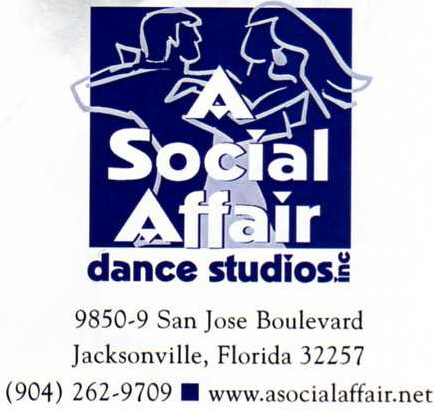 A
Social
Affair
dance studios inc
9850-9 San Jose Boulevard
Jacksonville, Florida 32257
(904) 262-9709 ■ www.asocialaffair.net